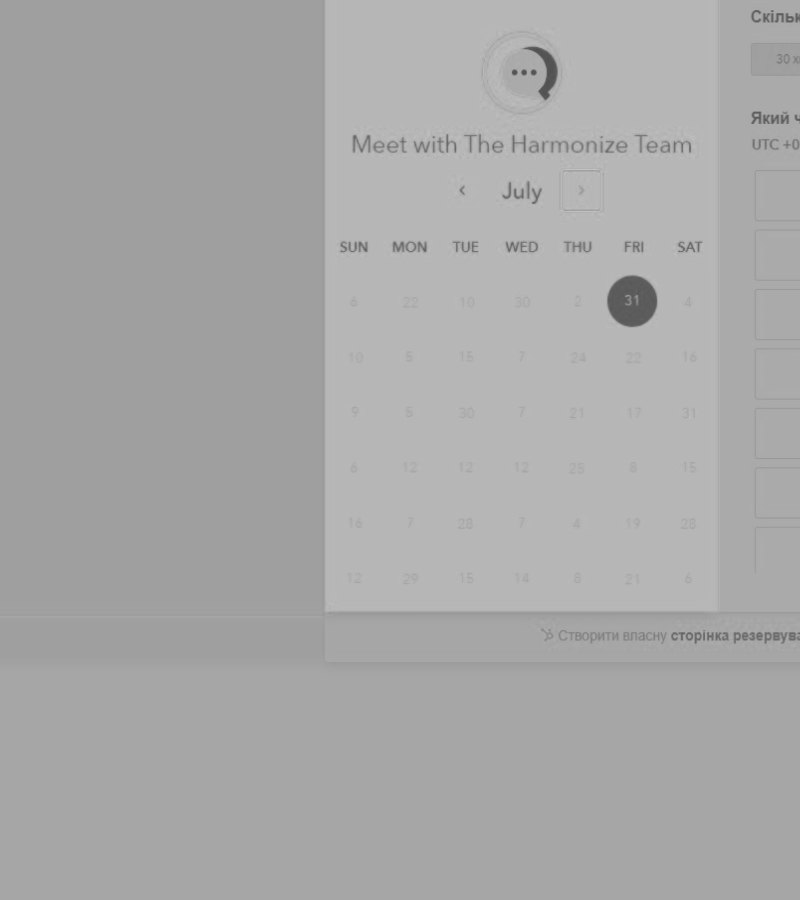 Meet with The Harmonize Team
‹ July ›
SUN MON TUE WED THU FRI SAT
6 22 10 30 2 31 4
10 5 15 7 24 22 16
9 30 7 21 17 31
6 12 12 12 8 15
16 7 28 7 4 19 28
12 29 15 14 8 21 6
Скільк
30 х
Який ч
UTC +0
Створити власну сторінка резервува